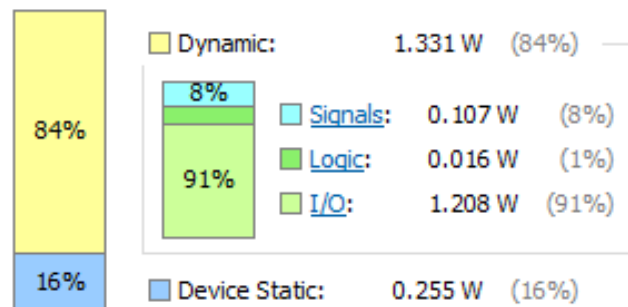 Dynamic: 1.331 W (84%)
8%
Signals: 0.107 W (8%)
84%
Logic: 0.016 W (1%)
91%
I/O: 1.208 W (91%)
16%
Device Static: 0.255 W (16%)